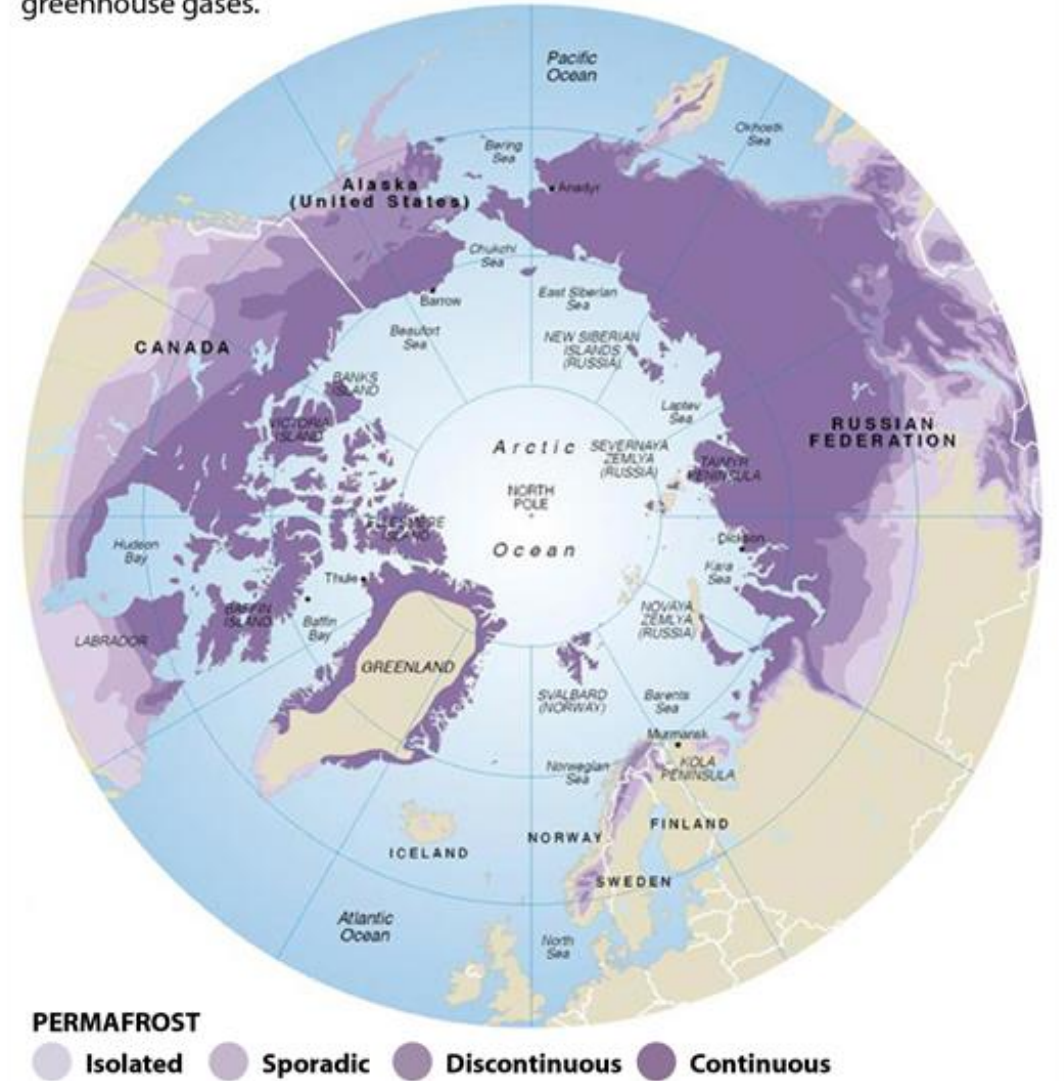 greenhouse gases.
Pacific
Ocean
Okhotsk
Sea
Bering
Sea
Anadyr
Alaska
(United States)
Chukchi
Sea
Barrow
East Siberian
Sea
Beaufort
Sea
NEW SIBERIAN
ISLANDS
(RUSSIA)
CANADA
BANKS
ISLAND
Laptev
Sea
VICTORIA
ISLAND
RUSSIAN
FEDERATION
Arctic
SEVERNAYA
ZEMLYA
(RUSSIA)
TAIMYR
PENINSULA
NORTH
POLE
ELLESMERE
ISLAND
Ocean
Hudson
Bay
Dickson
Thule
Kara
Sea
BAFFIN
ISLAND
Baffin
Bay
NOVAYA
ZEMLYA
(RUSSIA)
LABRADOR
GREENLAND
SVALBARD
(NORWAY)
Barents
Sea
Murmansk
Norwegian
Sea
KOLA
PENINSULA
NORWAY
FINLAND
ICELAND
SWEDEN
Atlantic
Ocean
North
Sea
PERMAFROST
Isolated Sporadic Discontinuous Continuous